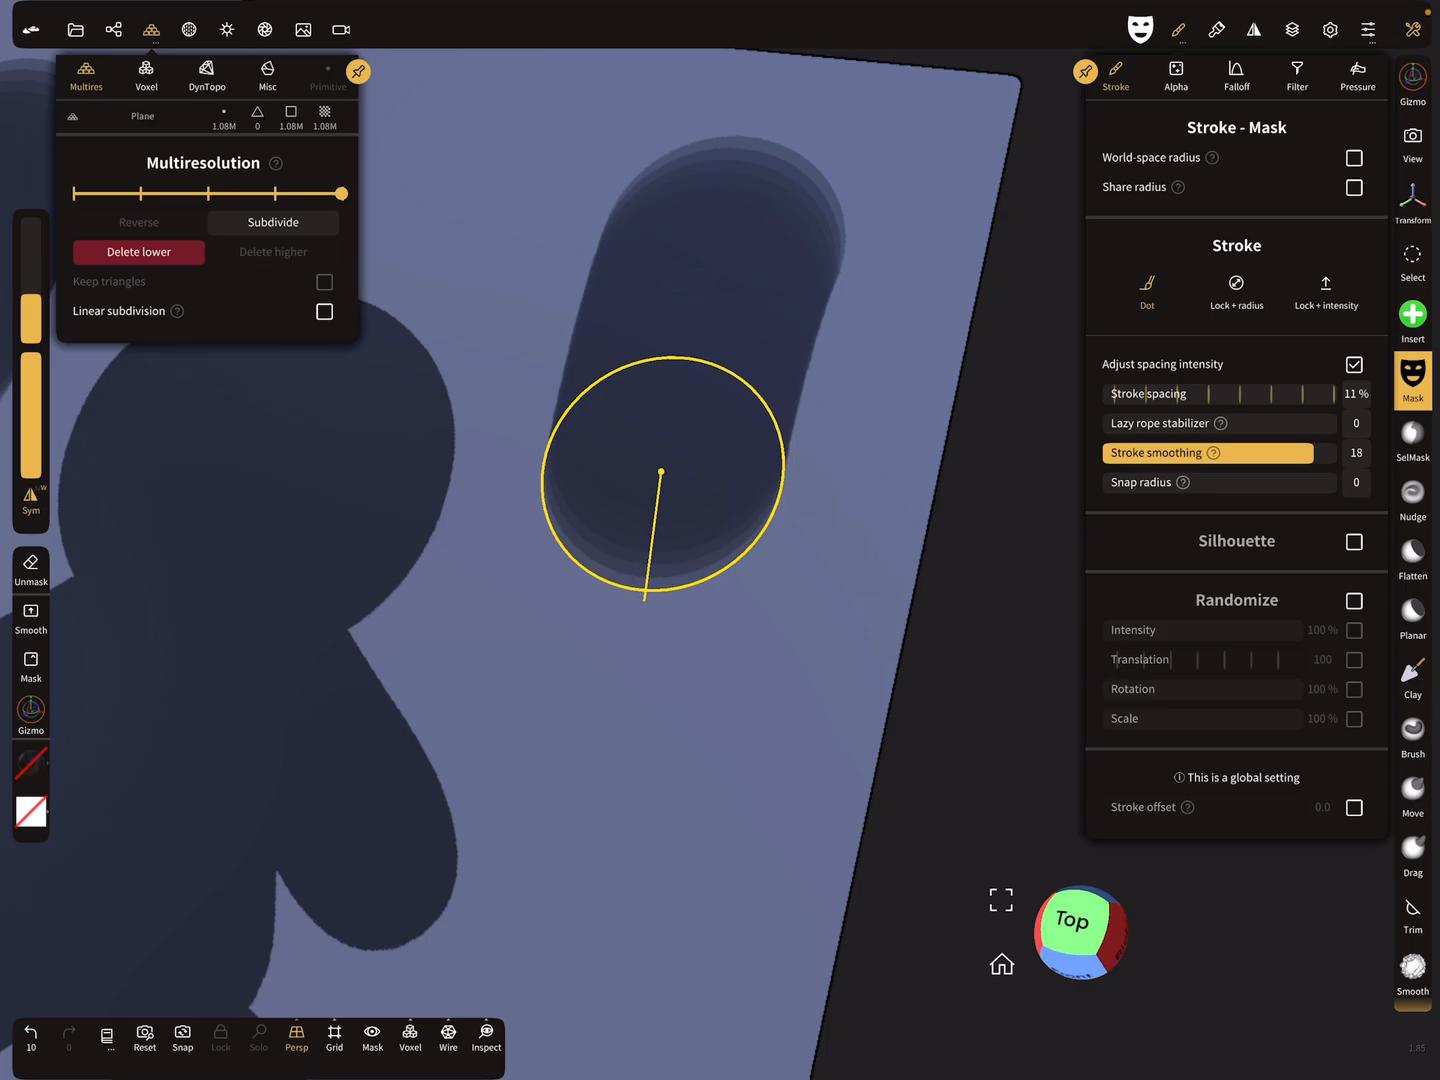 Multires
Voxel
DynTopo
Misc
Primitive
Plane
1.08M
0
1.08M
1.08M
Multiresolution ?
Reverse
Subdivide
Delete lower
Delete higher
Keep triangles
Linear subdivision ?
Sym
Unmask
Smooth
Mask
Gizmo
Stroke
Alpha
Falloff
Filter
Pressure
Stroke - Mask
World-space radius ?
Share radius ?
Stroke
Dot
Lock + radius
Lock + intensity
Adjust spacing intensity
Stroke spacing 11 %
Lazy rope stabilizer ? 0
Stroke smoothing ? 18
Snap radius ? 0
Silhouette
Randomize
Intensity 100 %
Translation 100
Rotation 100 %
Scale 100 %
This is a global setting
Stroke offset ? 0.0
Gizmo
View
Transform
Select
Insert
Mask
SelMask
Nudge
Flatten
Planar
Clay
Brush
Move
Drag
Trim
Smooth
Top
10
0
...
Reset
Snap
Lock
Solo
Persp
Grid
Mask
Voxel
Wire
Inspect
1.85